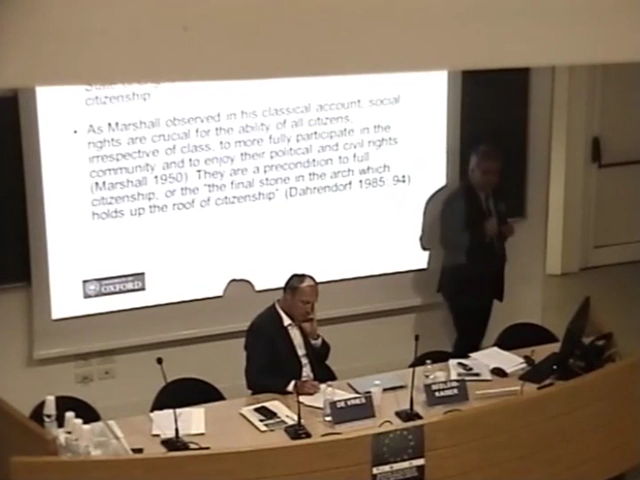 citizenship
• As Marshall observed in his classical account, social
rights are crucial for the ability of all citizens,
irrespective of class, to more fully participate in the
community and to enjoy their political and civil rights
(Marshall 1950). They are a precondition to full
citizenship, or the "the final stone in the arch which
holds up the roof of citizenship" (Dahrendorf 1985: 94)
UNIVERSITY OF
OXFORD
DE VRIES
KAISER